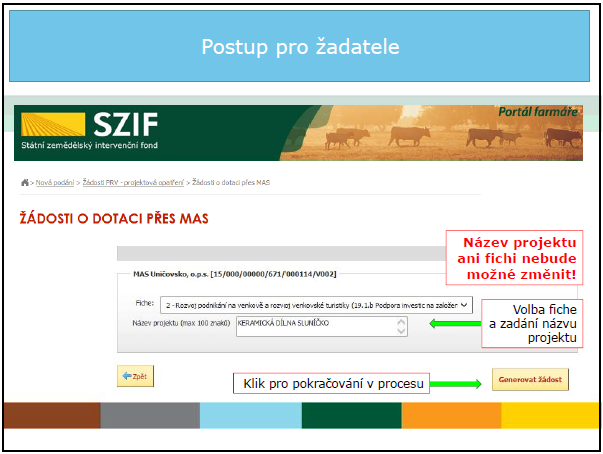 Postup pro žadatele
SZIF
Státní zemědělský intervenční fond
Portál farmáře
> Nová podání > Žádosti PRV -projektová opatření > Žádosti o dotaci přes MAS
ŽÁDOSTI O DOTACI PŘES MAS
Název projektu
ani fichi nebude
možné změnit!
MAS Uničovsko, o.p.s. [15/000/00000/671/000114/V002]
Fiche: 2 - Rozvoj podnikání na venkově a rozvoj venkovské turistiky (19.1.b Podpora investic na založer
Název projektu (max 100 znaků) KERAMICKÁ DÍLNA SLUNÍČKO
Volba fiche
a zadání názvu
projektu
Zpět
Klik pro pokračování v procesu
Generovat žádost